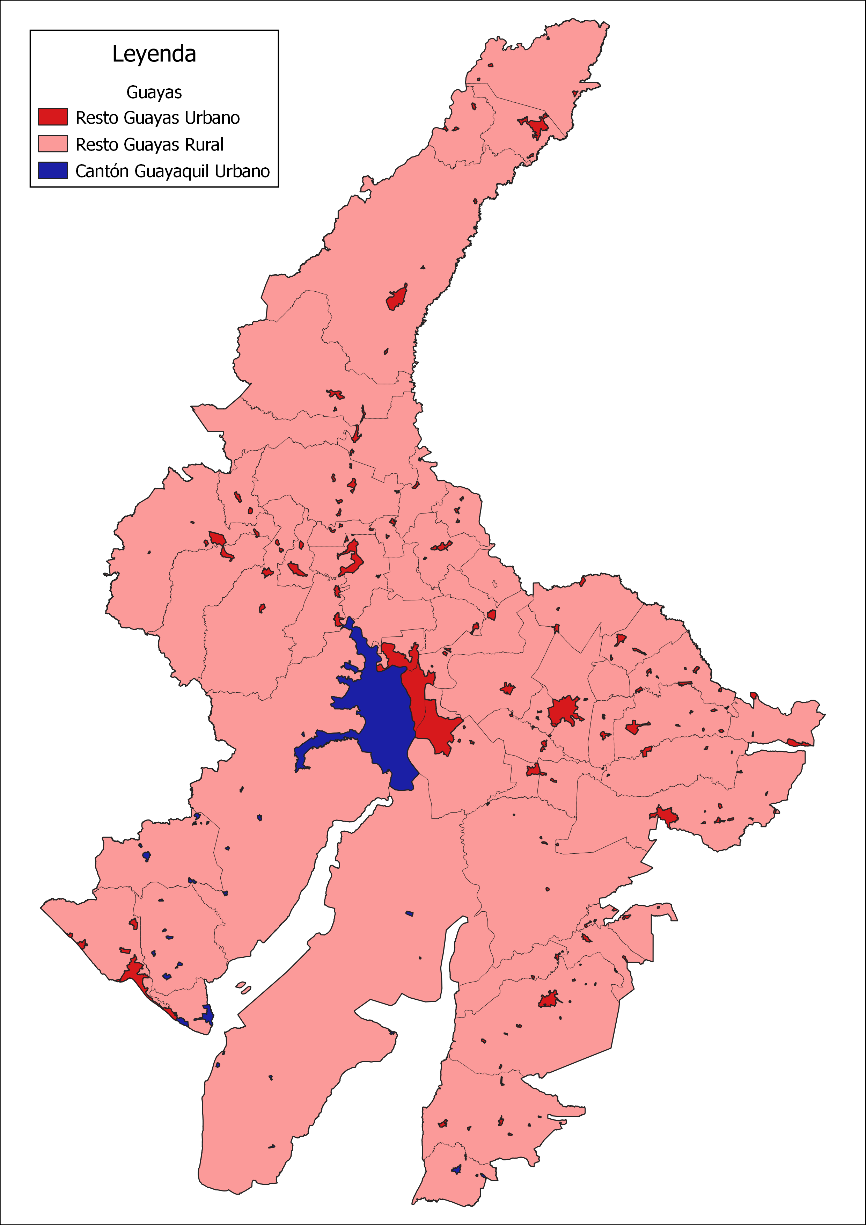 Leyenda
Guayas
Resto Guayas Urbano
Resto Guayas Rural
Cantón Guayaquil Urbano